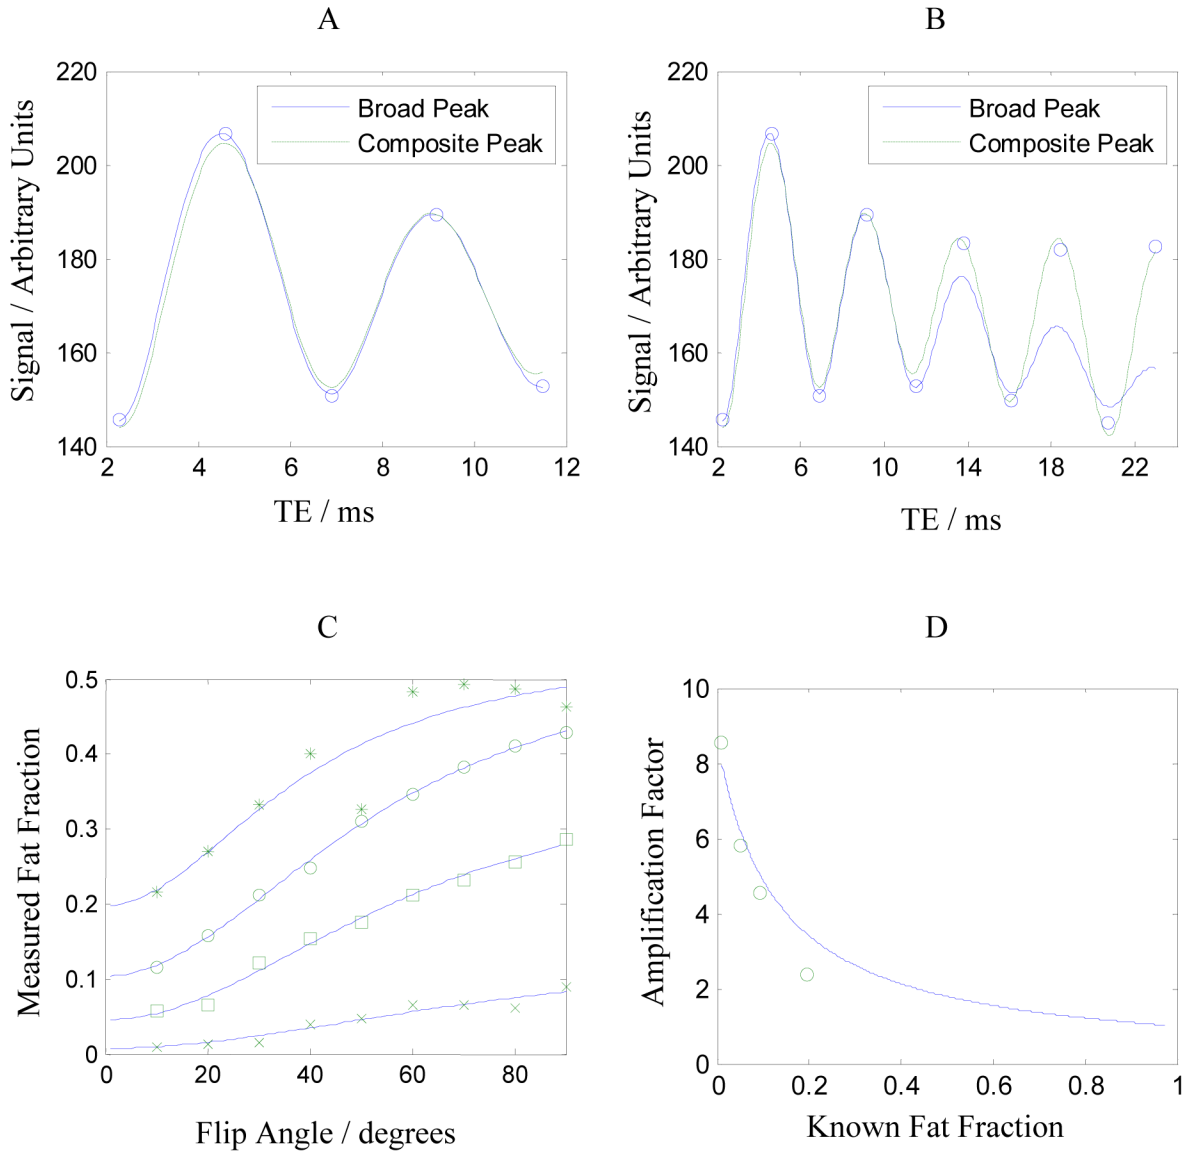 A
Signal / Arbitrary Units
220
200
180
160
140
2
4
6
8
10
12
TE / ms
Broad Peak
Composite Peak
B
Signal / Arbitrary Units
220
200
180
160
140
2
6
10
14
18
22
TE / ms
Broad Peak
Composite Peak
C
Measured Fat Fraction
0.5
0.4
0.3
0.2
0.1
0
0
20
40
60
80
Flip Angle / degrees
D
Amplification Factor
10
8
6
4
2
0
0
0.2
0.4
0.6
0.8
1
Known Fat Fraction